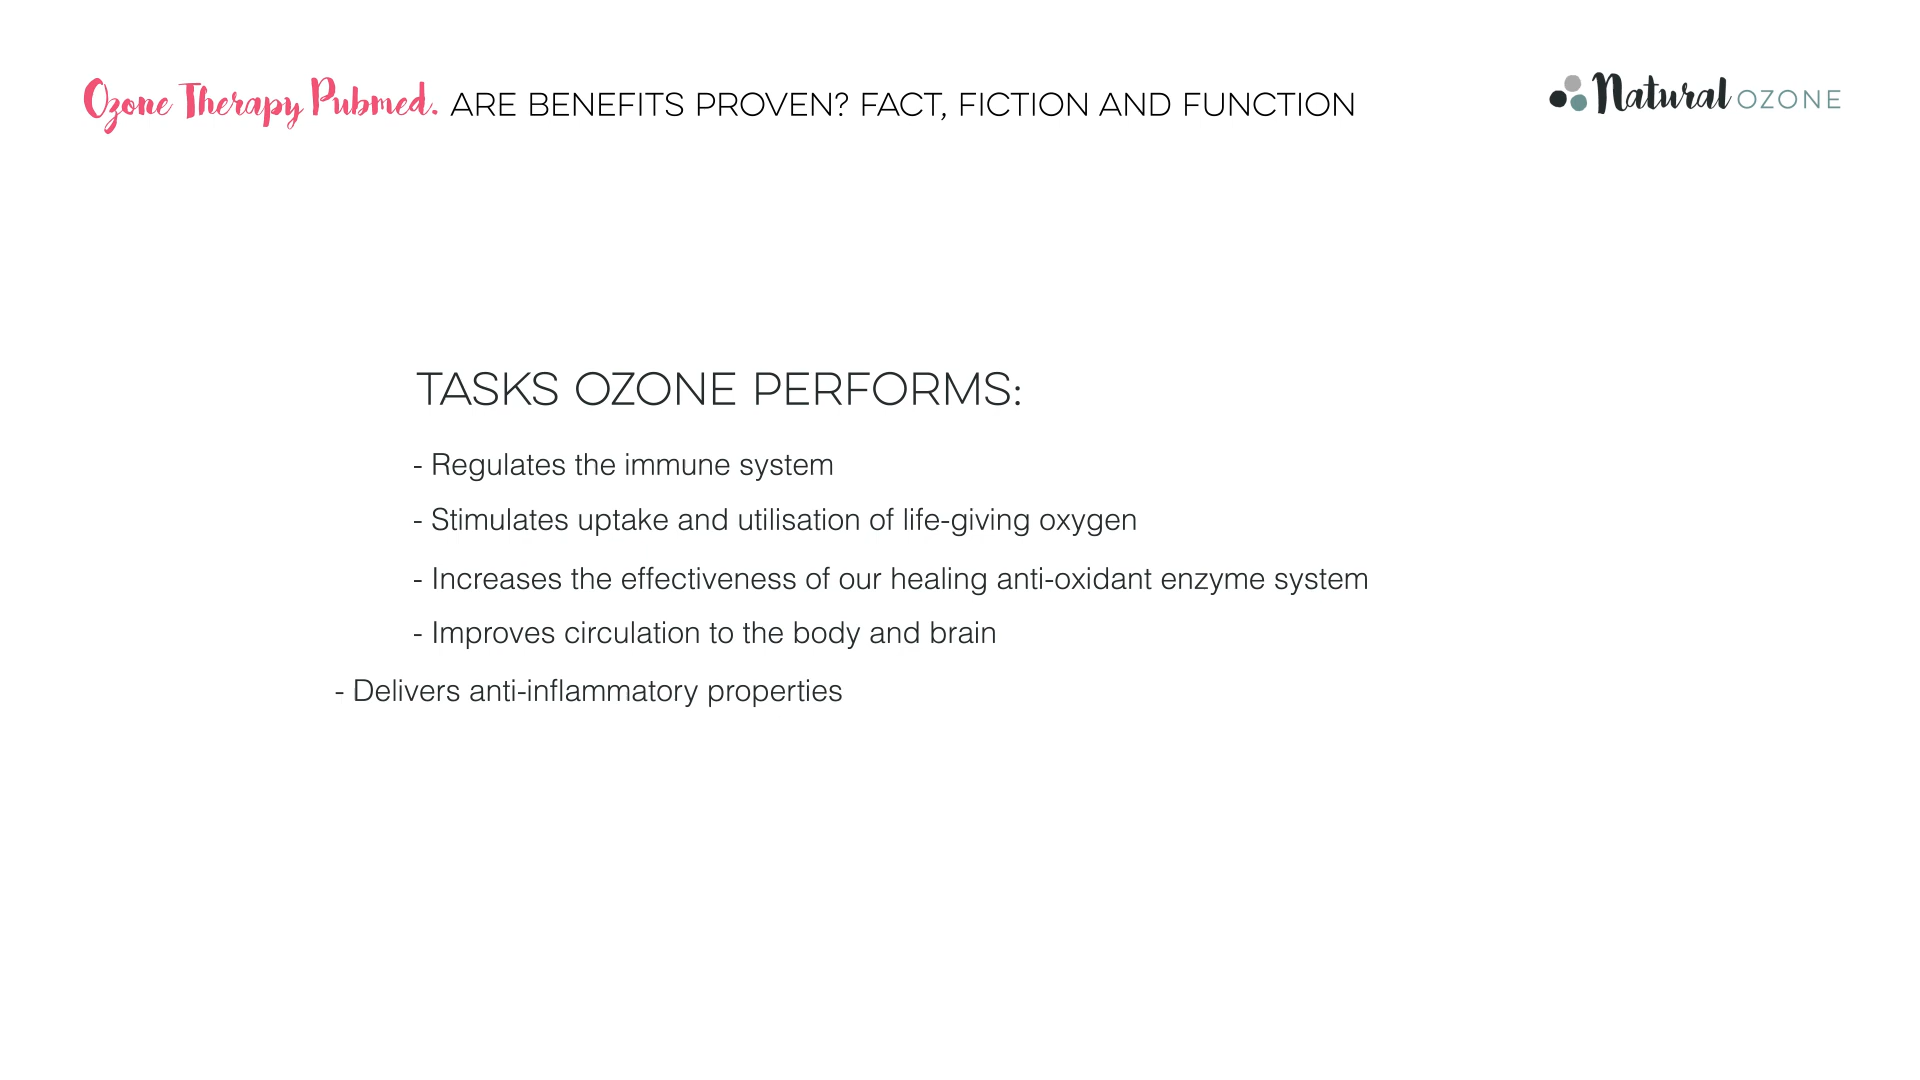 Ozone Therapy Pubmed. ARE BENEFITS PROVEN? FACT, FICTION AND FUNCTION
Natural OZONE
TASKS OZONE PERFORMS:
- Regulates the immune system
- Stimulates uptake and utilisation of life-giving oxygen
- Increases the effectiveness of our healing anti-oxidant enzyme system
- Improves circulation to the body and brain
- Delivers anti-inflammatory properties